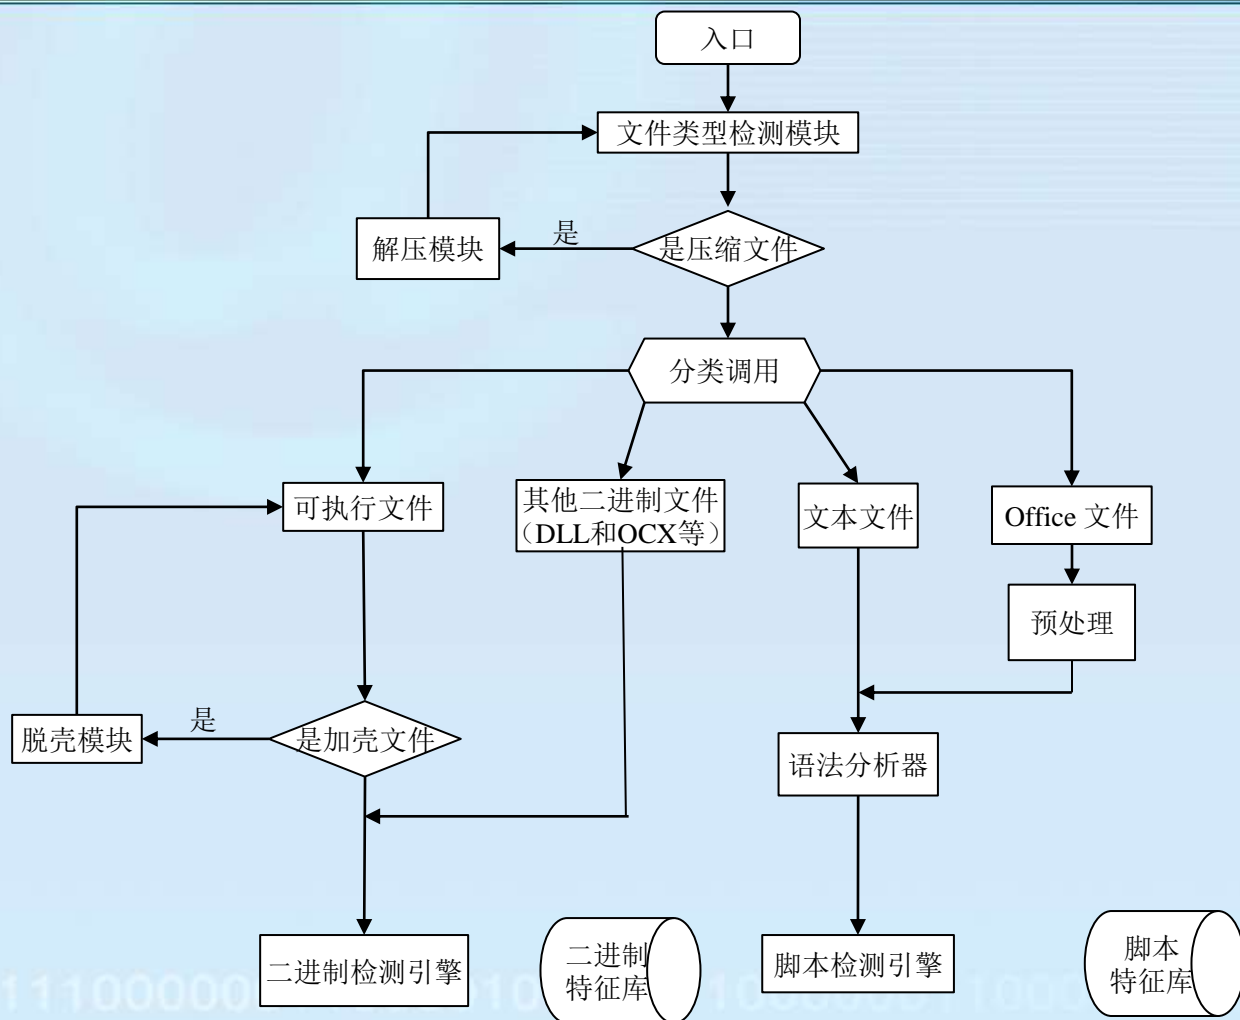 入口
文件类型检测模块
解压模块
是
是压缩文件
分类调用
可执行文件
其他二进制文件
（DLL和OCX等）
文本文件
Office 文件
预处理
脱壳模块
是
是加壳文件
语法分析器
二进制检测引擎
二进制
特征库
脚本检测引擎
脚本
特征库